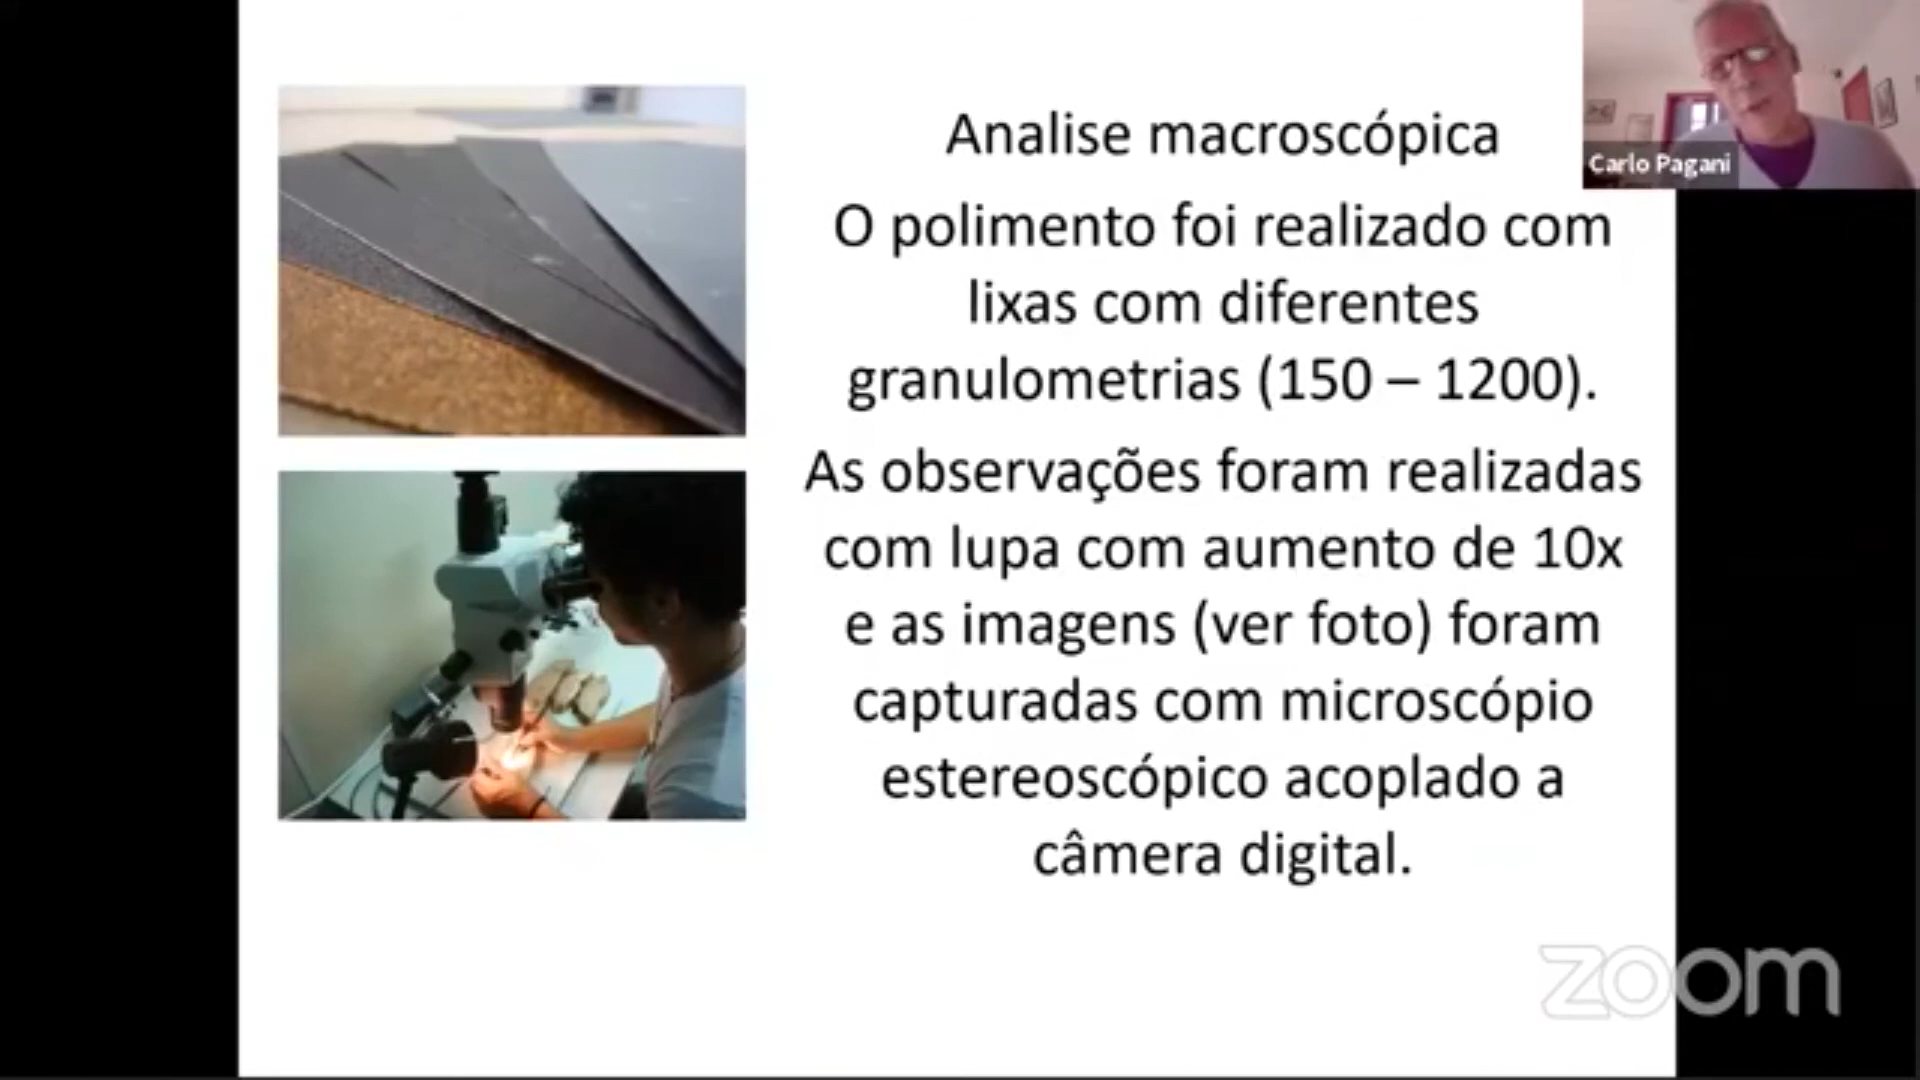 Analise macroscópica
O polimento foi realizado com
lixas com diferentes
granulometrias (150 – 1200).
As observações foram realizadas
com lupa com aumento de 10x
e as imagens (ver foto) foram
capturadas com microscópio
estereoscópico acoplado a
câmera digital.
Carlo Pagani
zoom